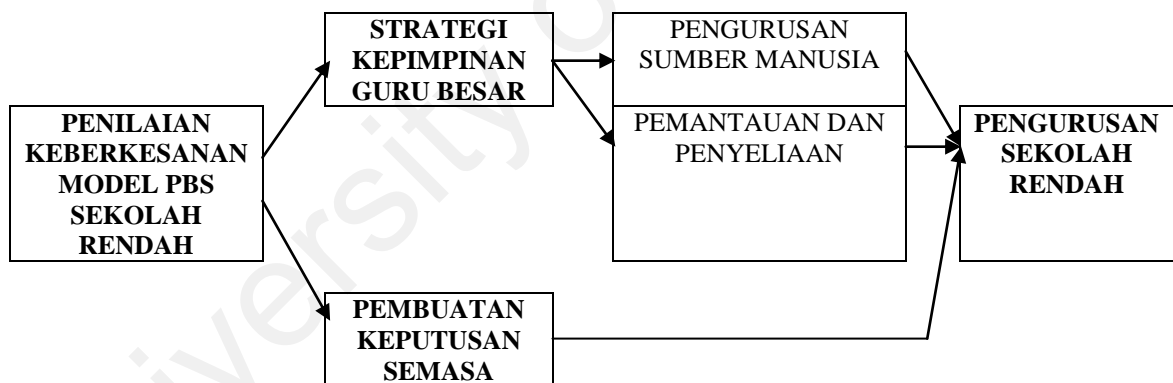 PENILAIAN
KEBERKESANAN
MODEL PBS
SEKOLAH
RENDAH
STRATEGI
KEPIMPINAN
GURU BESAR
PEMBUATAN
KEPUTUSAN
SEMASA
PENGURUSAN
SUMBER MANUSIA
PEMANTAUAN DAN
PENYELIAAN
PENGURUSAN
SEKOLAH
RENDAH